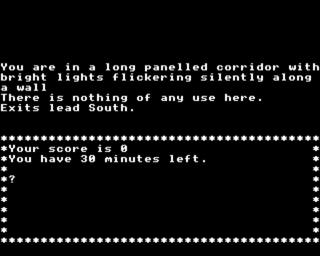 You are in a long panelled corridor with
bright lights flickering silently along
a wall
There is nothing of any use here.
Exits lead South.
****************************************
*Your score is 0 *
*You have 30 minutes left. *
* *
*? *
* *
* *
* *
* *
* *
****************************************